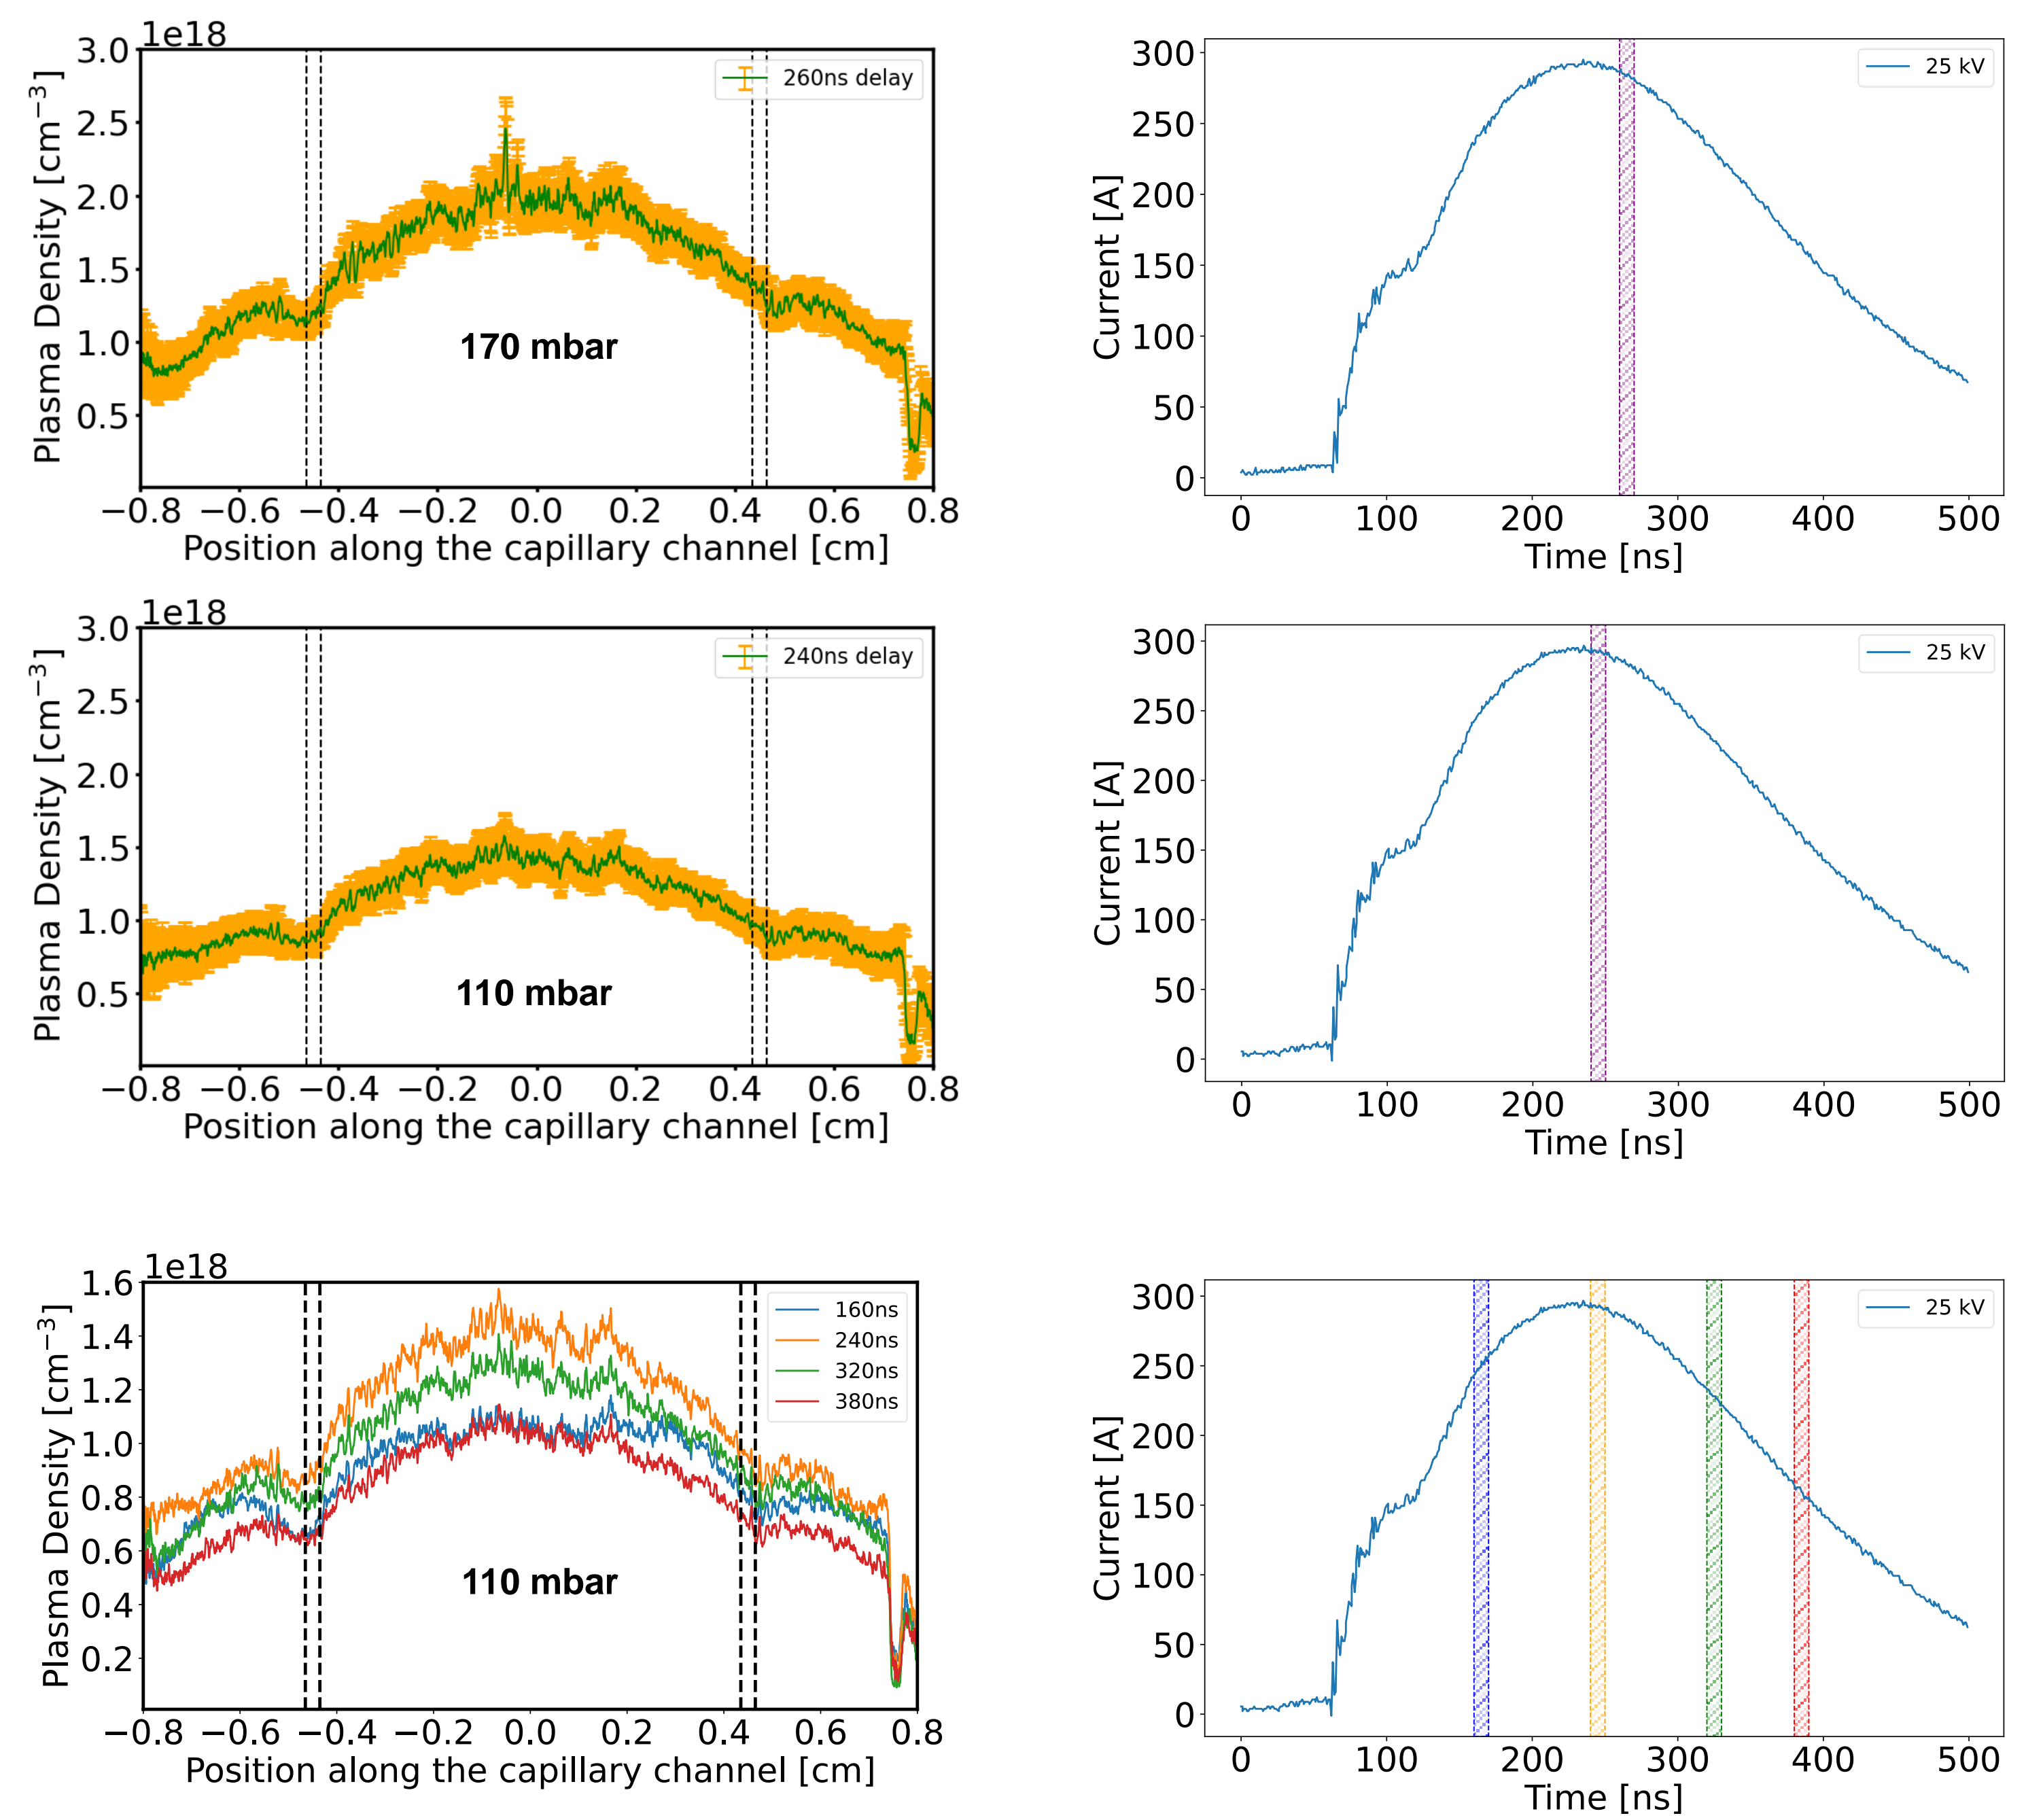 1e18
3.0
2.5
2.0
1.5
1.0
0.5
Plasma Density [cm−3]
260ns delay
170 mbar
−0.8 −0.6 −0.4 −0.2 0.0 0.2 0.4 0.6 0.8
Position along the capillary channel [cm]
300
250
200
150
100
50
0
Current [A]
25 kV
0 100 200 300 400 500
Time [ns]
1e18
3.0
2.5
2.0
1.5
1.0
0.5
Plasma Density [cm−3]
240ns delay
110 mbar
−0.8 −0.6 −0.4 −0.2 0.0 0.2 0.4 0.6 0.8
Position along the capillary channel [cm]
300
250
200
150
100
50
0
Current [A]
25 kV
0 100 200 300 400 500
Time [ns]
1e18
1.6
1.4
1.2
1.0
0.8
0.6
0.4
0.2
Plasma Density [cm−3]
160ns
240ns
320ns
380ns
110 mbar
−0.8 −0.6 −0.4 −0.2 0.0 0.2 0.4 0.6 0.8
Position along the capillary channel [cm]
300
250
200
150
100
50
0
Current [A]
25 kV
0 100 200 300 400 500
Time [ns]